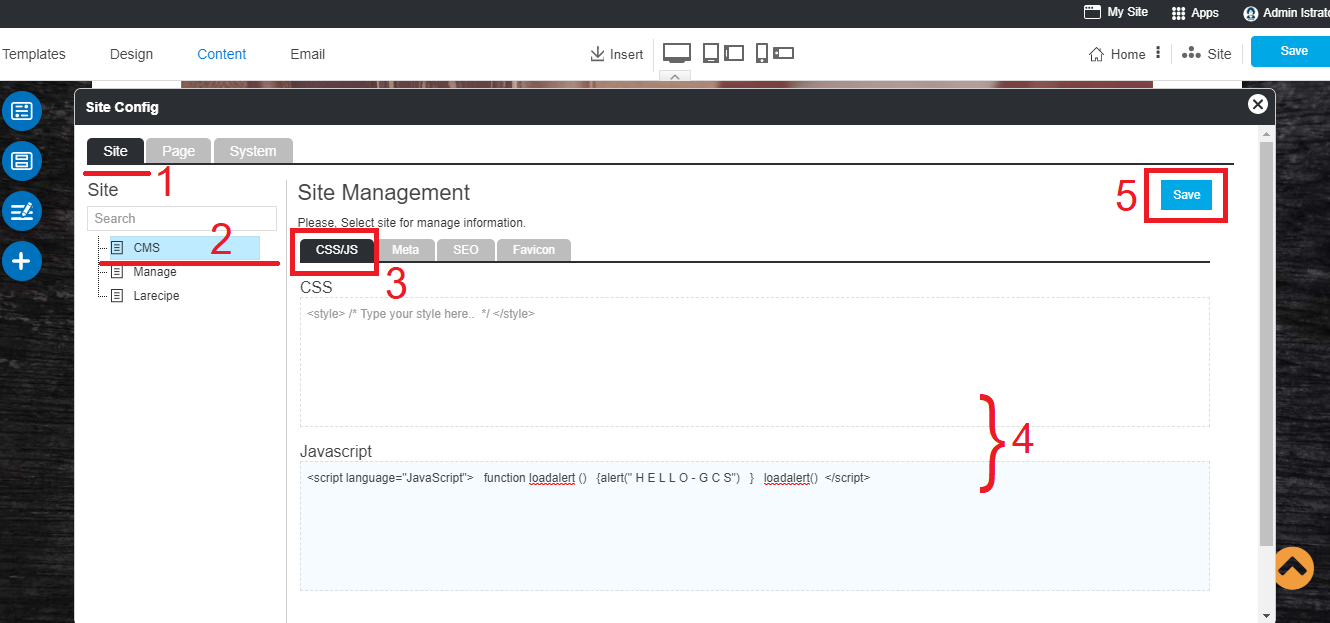 My Site Apps Admin Istrat
Templates Design Content Email Insert Home Site Save
Site Config
Site Page System
1
Site
Search
CMS
2
Manage
Larecipe
Site Management
5
Save
Please, Select site for manage information.
CSS/JS Meta SEO Favicon
3
CSS
<style> /* Type your style here.. */ </style>
4
Javascript
<script language="JavaScript"> function loadalert () {alert(" H E L L O - G C S") } loadalert() </script>